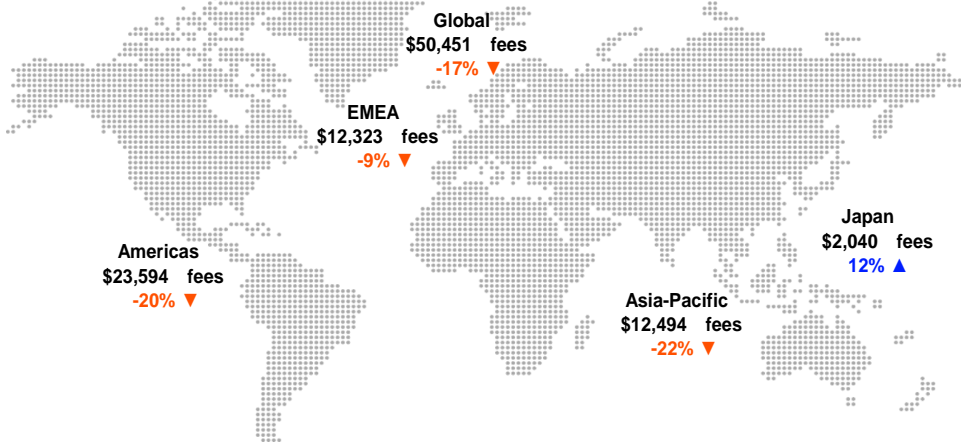 Global
$50,451 fees
-17% ▼
EMEA
$12,323 fees
-9% ▼
Americas
$23,594 fees
-20% ▼
Asia-Pacific
$12,494 fees
-22% ▼
Japan
$2,040 fees
12% ▲